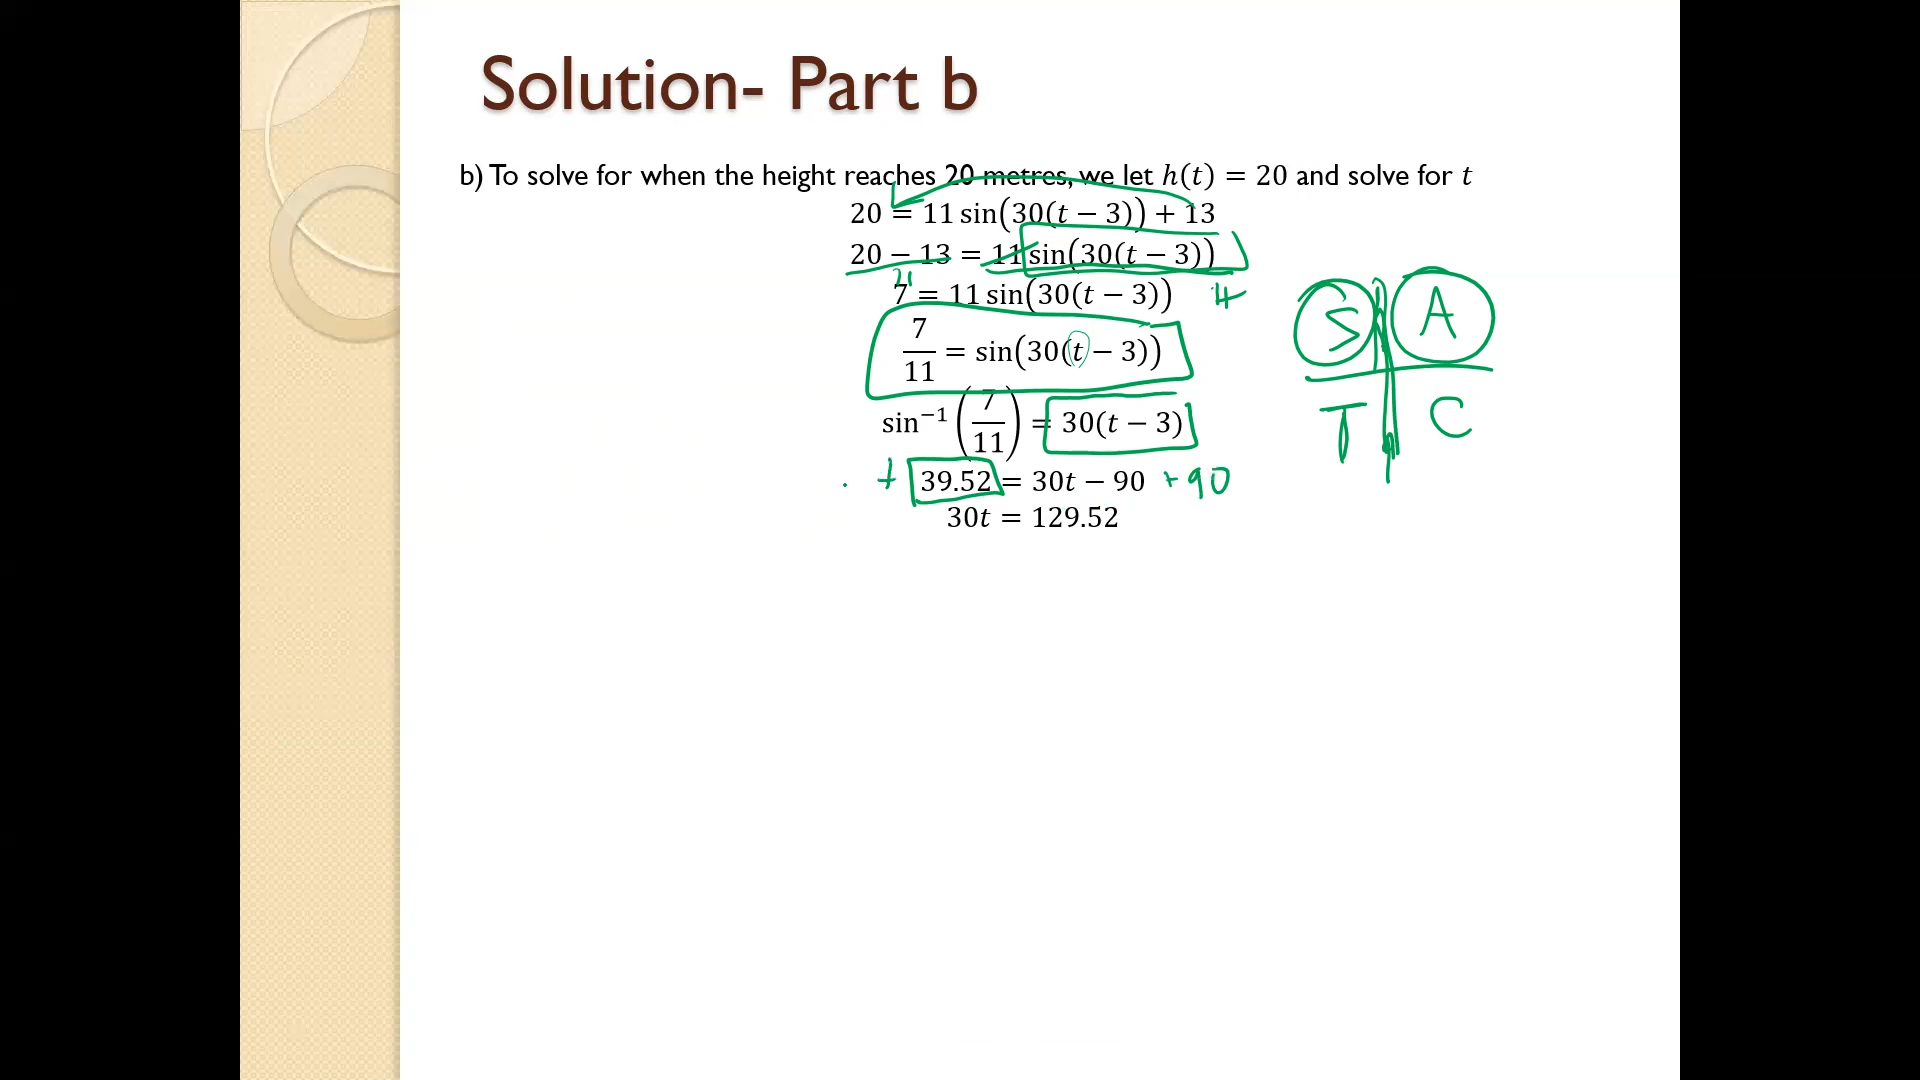 Solution- Part b
b) To solve for when the height reaches 20 metres, we let h(t) = 20 and solve for t
20 = 11 sin(30(t − 3)) + 13
20 − 13 = 11 sin(30(t − 3))
7 = 11 sin(30(t − 3))
7/11 = sin(30(t − 3))
sin⁻¹(7/11) = 30(t − 3)
+ 39.52 = 30t − 90 + 90
30t = 129.52
S A
T C